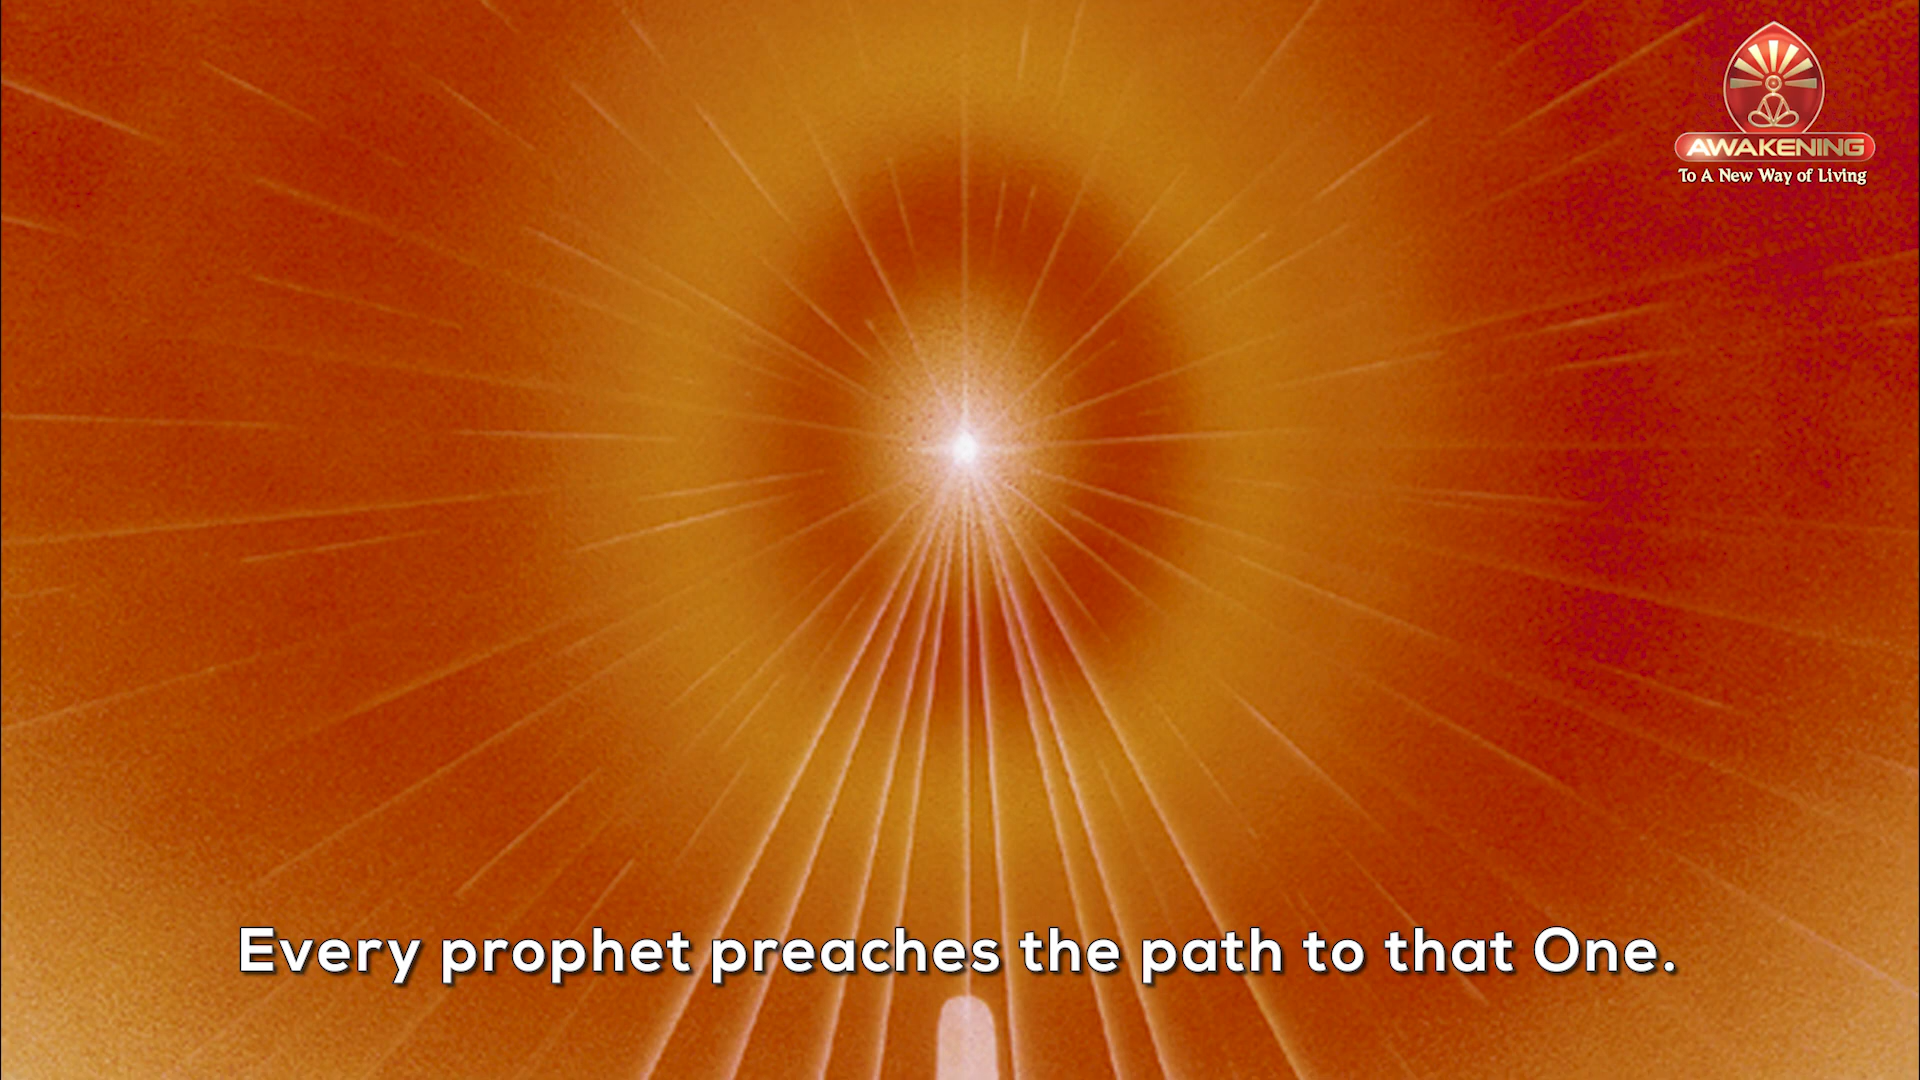 AWAKENING
To A New Way of Living
Every prophet preaches the path to that One.